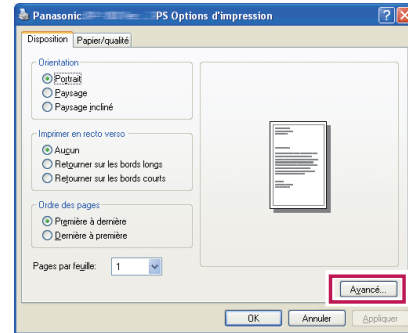 Panasonic PS Options d'impression
Disposition Papier/qualité
Orientation
Portrait
Paysage
Paysage incliné
Imprimer en recto verso
Aucun
Retourner sur les bords longs
Retourner sur les bords courts
Ordre des pages
Première à dernière
Dernière à première
Pages par feuille: 1
Avancé...
OK Annuler Appliquer